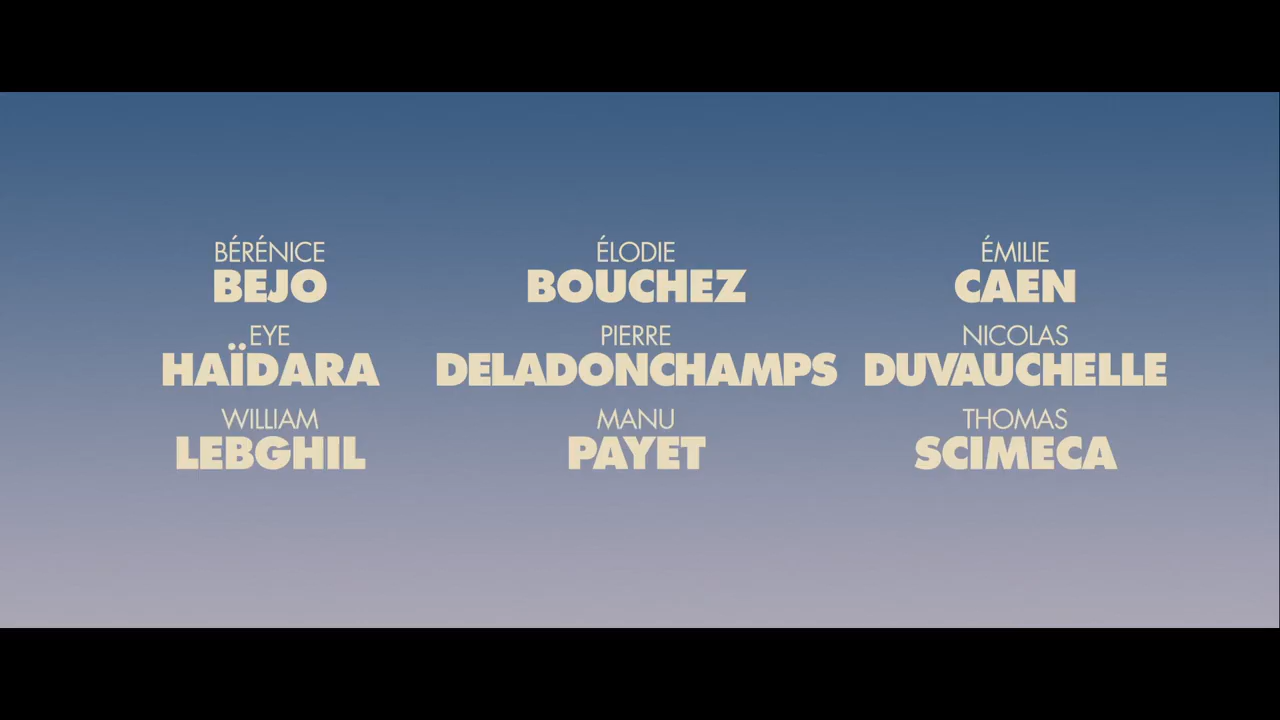 BÉRÉNICE
BEJO
ÉLODIE
BOUCHEZ
ÉMILIE
CAEN
EYE
HAÏDARA
PIERRE
DELADONCHAMPS
NICOLAS
DUVAUCHELLE
WILLIAM
LEBGHIL
MANU
PAYET
THOMAS
SCIMECA